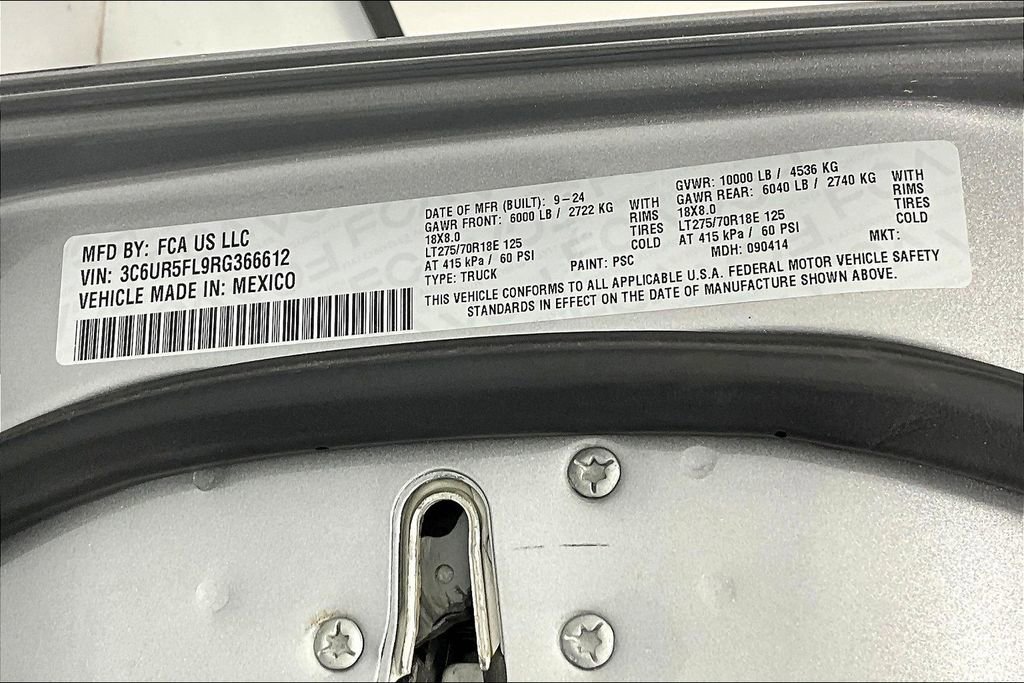 MFD BY: FCA US LLC
VIN: 3C6UR5FL9RG366612
VEHICLE MADE IN: MEXICO
DATE OF MFR (BUILT): 9-24
GAWR FRONT: 6000 LB / 2722 KG WITH
18X8.0 RIMS
LT275/70R18E 125 TIRES
AT 415 kPa / 60 PSI COLD
TYPE: TRUCK PAINT: PSC
GVWR: 10000 LB / 4536 KG
GAWR REAR: 6040 LB / 2740 KG WITH
18X8.0 RIMS
LT275/70R18E 125 TIRES
AT 415 kPa / 60 PSI COLD
MDH: 090414 MKT:
THIS VEHICLE CONFORMS TO ALL APPLICABLE U.S.A. FEDERAL MOTOR VEHICLE SAFETY
STANDARDS IN EFFECT ON THE DATE OF MANUFACTURE SHOWN ABOVE.